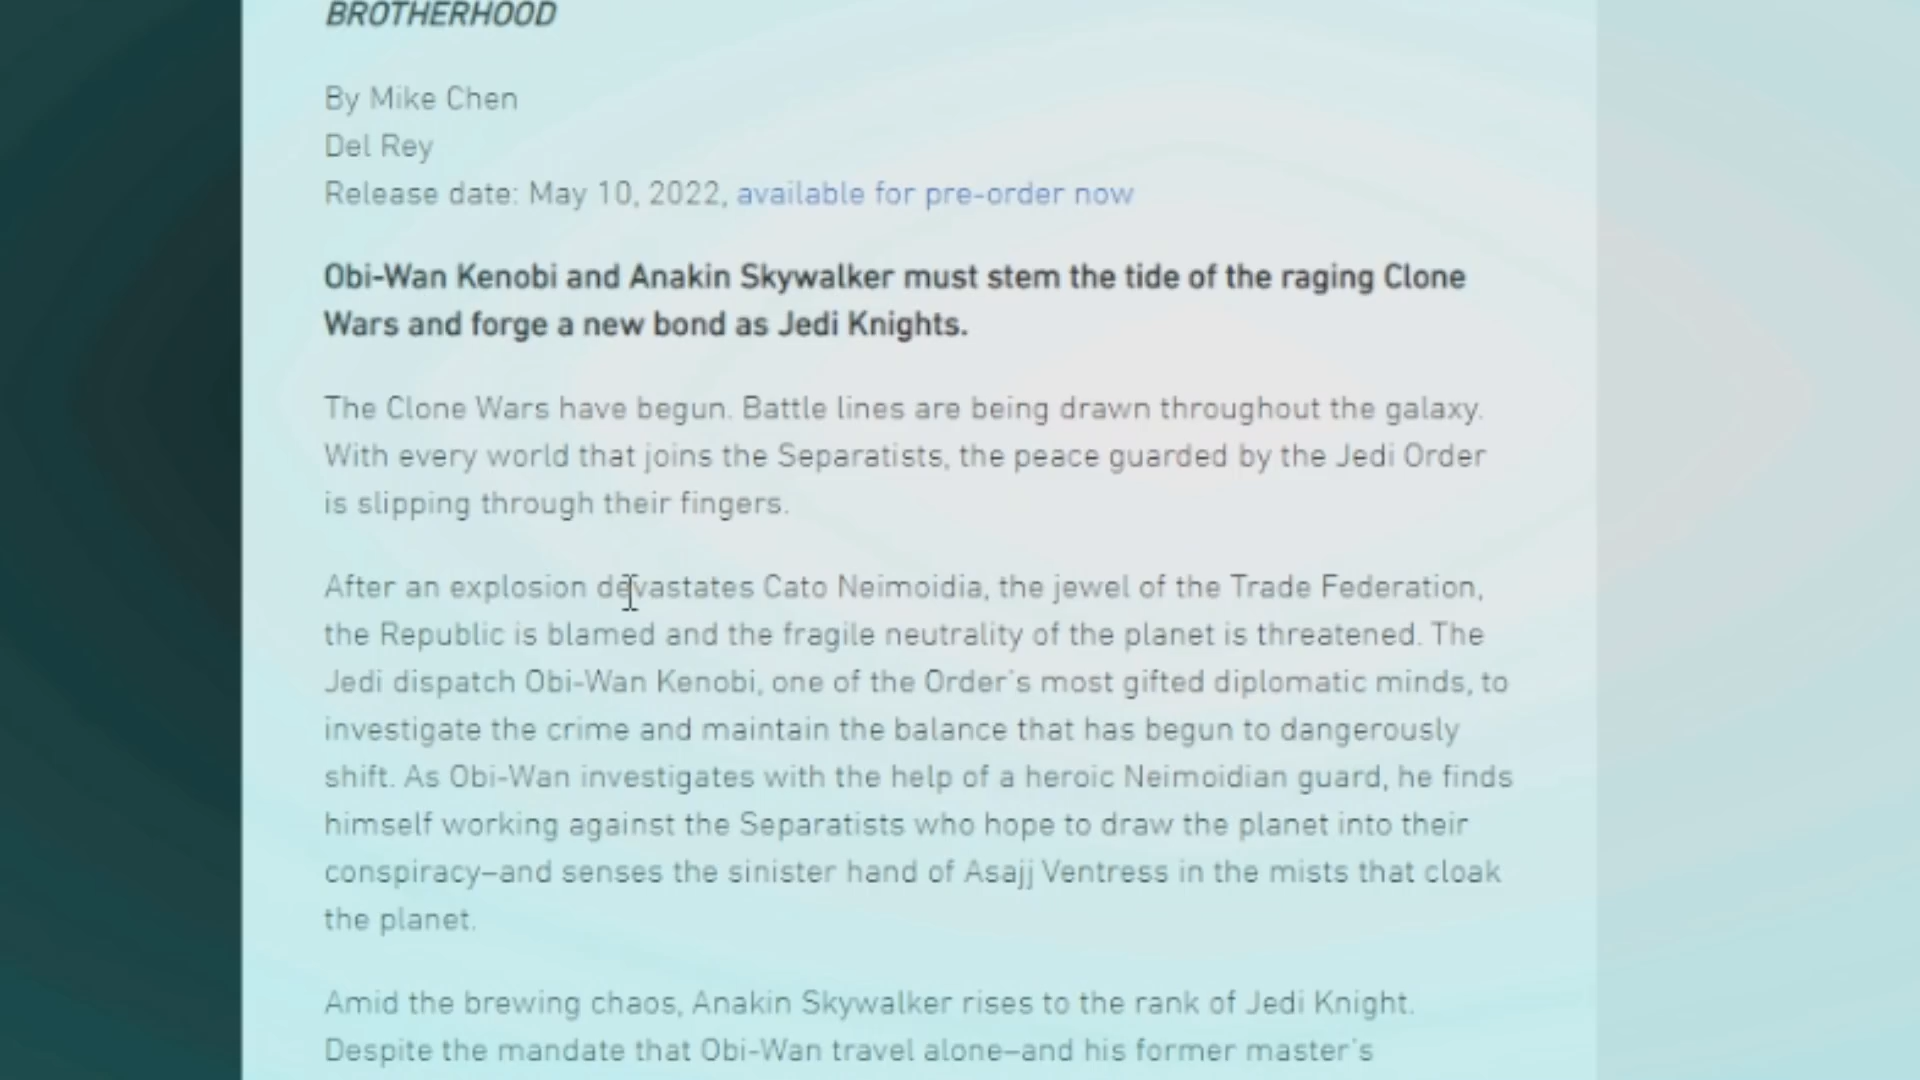 BROTHERHOOD
By Mike Chen
Del Rey
Release date: May 10, 2022, available for pre-order now
Obi-Wan Kenobi and Anakin Skywalker must stem the tide of the raging Clone
Wars and forge a new bond as Jedi Knights.
The Clone Wars have begun. Battle lines are being drawn throughout the galaxy.
With every world that joins the Separatists, the peace guarded by the Jedi Order
is slipping through their fingers.
After an explosion devastates Cato Neimoidia, the jewel of the Trade Federation,
the Republic is blamed and the fragile neutrality of the planet is threatened. The
Jedi dispatch Obi-Wan Kenobi, one of the Order's most gifted diplomatic minds, to
investigate the crime and maintain the balance that has begun to dangerously
shift. As Obi-Wan investigates with the help of a heroic Neimoidian guard, he finds
himself working against the Separatists who hope to draw the planet into their
conspiracy–and senses the sinister hand of Asajj Ventress in the mists that cloak
the planet.
Amid the brewing chaos, Anakin Skywalker rises to the rank of Jedi Knight.
Despite the mandate that Obi-Wan travel alone–and his former master's